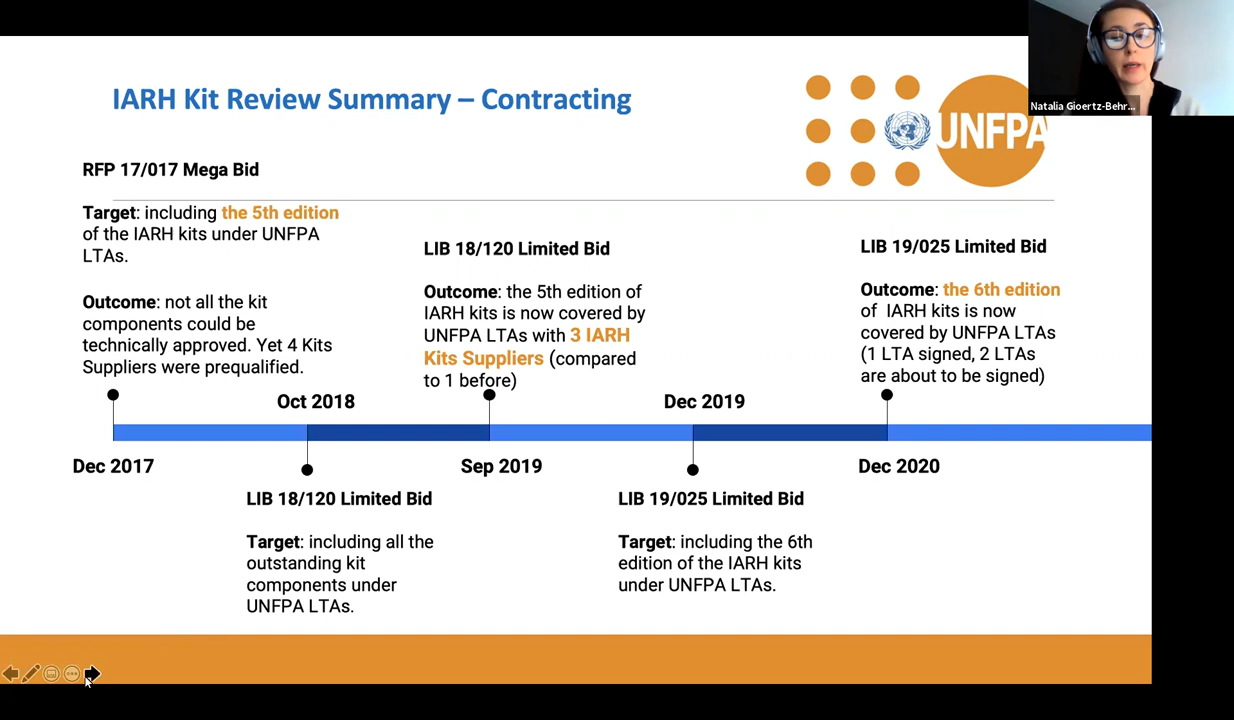 IARH Kit Review Summary – Contracting
UNFPA
Natalia Gioertz-Behr...
RFP 17/017 Mega Bid
Target: including the 5th edition
of the IARH kits under UNFPA
LTAs.
Outcome: not all the kit
components could be
technically approved. Yet 4 Kits
Suppliers were prequalified.
Dec 2017
Oct 2018
LIB 18/120 Limited Bid
Target: including all the
outstanding kit
components under
UNFPA LTAs.
LIB 18/120 Limited Bid
Outcome: the 5th edition of
IARH kits is now covered by
UNFPA LTAs with 3 IARH
Kits Suppliers (compared
to 1 before)
Sep 2019
Dec 2019
LIB 19/025 Limited Bid
Target: including the 6th
edition of the IARH kits
under UNFPA LTAs.
LIB 19/025 Limited Bid
Outcome: the 6th edition
of IARH kits is now
covered by UNFPA LTAs
(1 LTA signed, 2 LTAs
are about to be signed)
Dec 2020